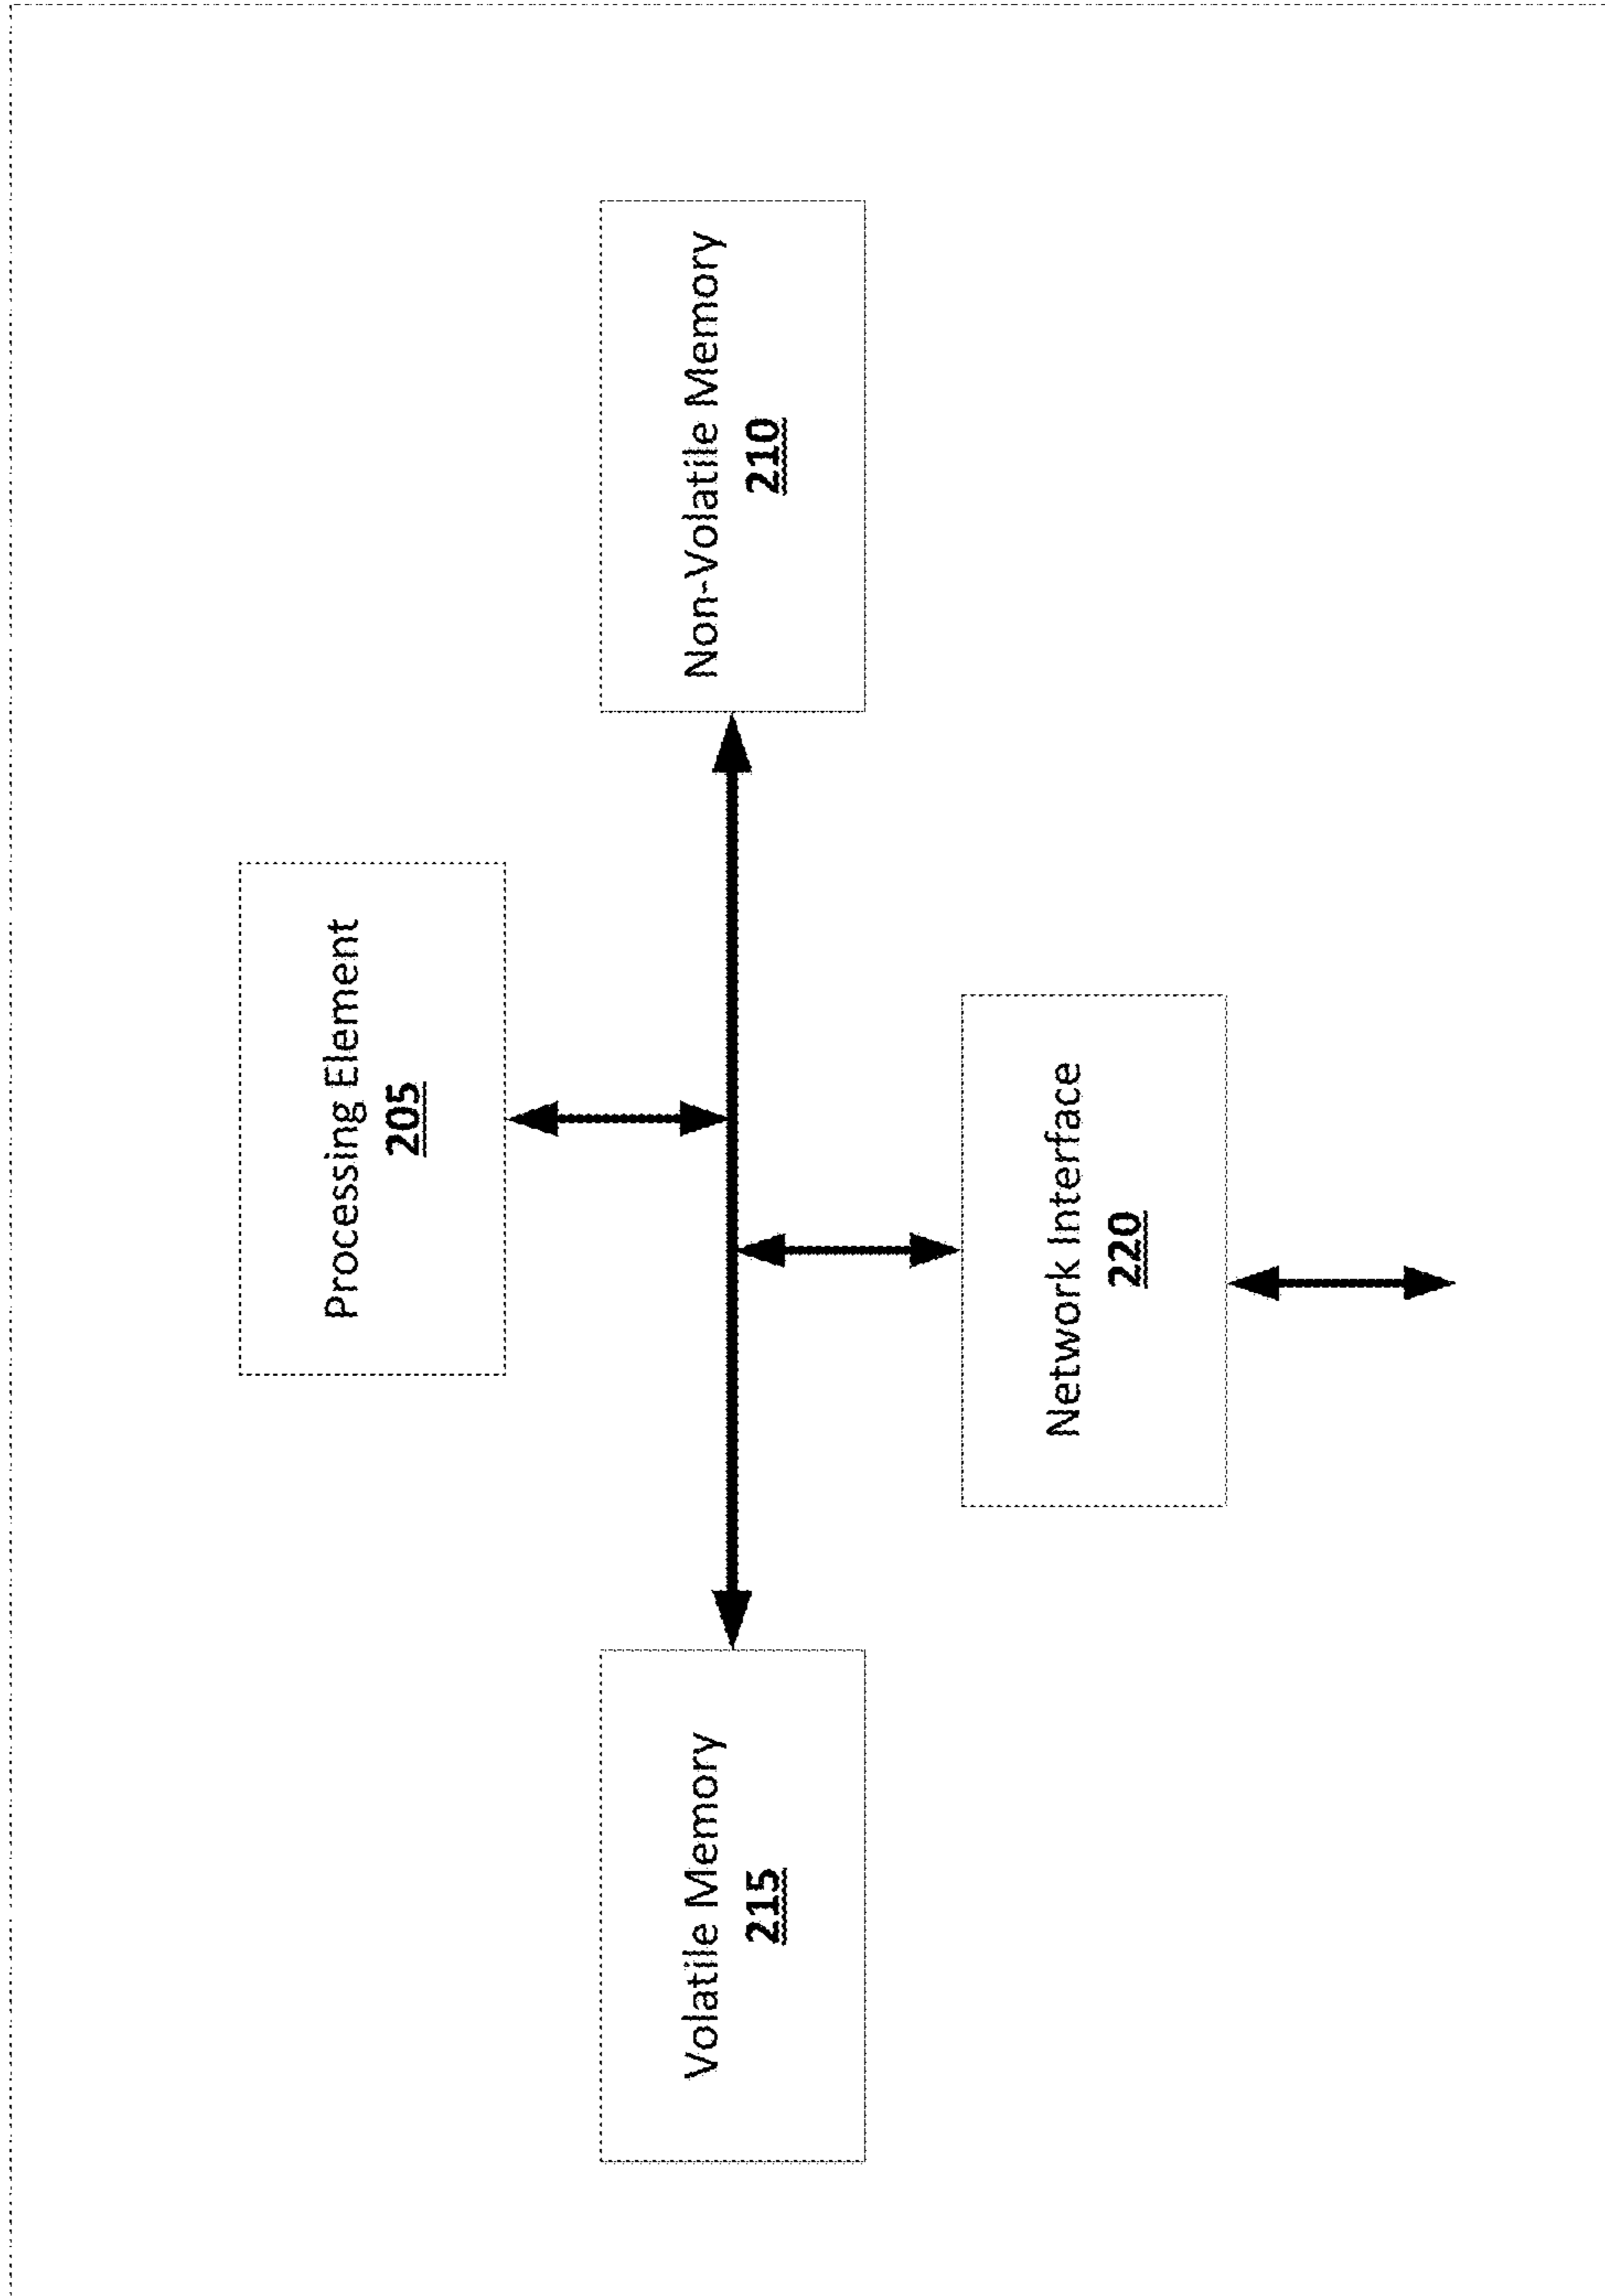 Processing Element
205
Volatile Memory
215
Non-Volatile Memory
210
Network Interface
220